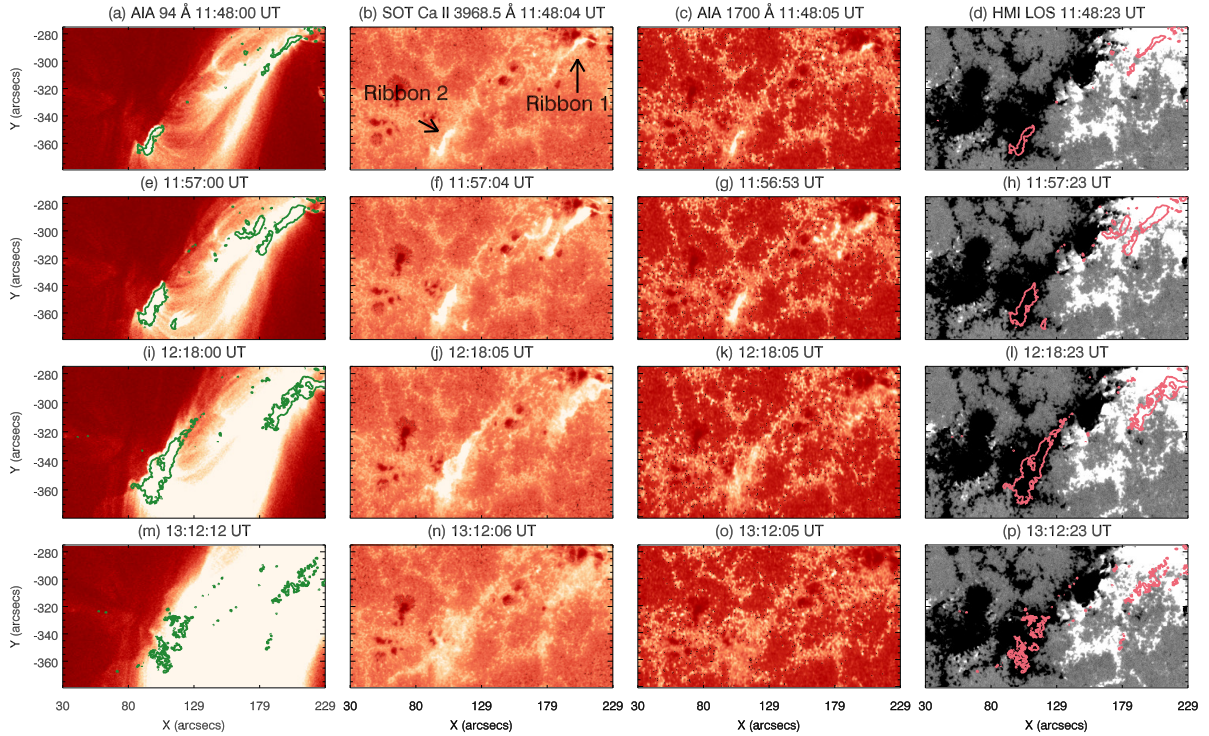 (a) AIA 94 Å 11:48:00 UT
(b) SOT Ca II 3968.5 Å 11:48:04 UT
(c) AIA 1700 Å 11:48:05 UT
(d) HMI LOS 11:48:23 UT
-280
-300
-320
-340
-360
Y (arcsecs)
Ribbon 2
Ribbon 1
(e) 11:57:00 UT
(f) 11:57:04 UT
(g) 11:56:53 UT
(h) 11:57:23 UT
-280
-300
-320
-340
-360
Y (arcsecs)
(i) 12:18:00 UT
(j) 12:18:05 UT
(k) 12:18:05 UT
(l) 12:18:23 UT
-280
-300
-320
-340
-360
Y (arcsecs)
(m) 13:12:12 UT
(n) 13:12:06 UT
(o) 13:12:05 UT
(p) 13:12:23 UT
-280
-300
-320
-340
-360
Y (arcsecs)
30 80 129 179 229
30 80 129 179 229
30 80 129 179 229
30 80 129 179 229
X (arcsecs)
X (arcsecs)
X (arcsecs)
X (arcsecs)